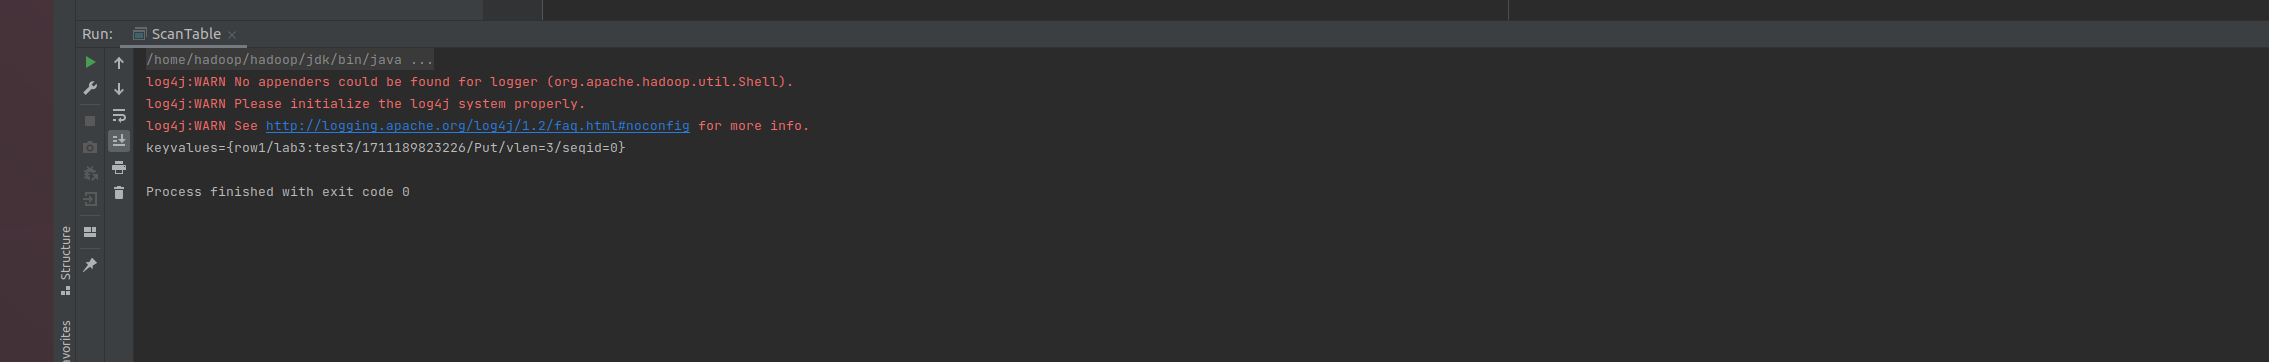 Run: ScanTable
/home/hadoop/hadoop/jdk/bin/java ...
log4j:WARN No appenders could be found for logger (org.apache.hadoop.util.Shell).
log4j:WARN Please initialize the log4j system properly.
log4j:WARN See http://logging.apache.org/log4j/1.2/faq.html#noconfig for more info.
keyvalues={row1/lab3:test3/1711189823226/Put/vlen=3/seqid=0}
Process finished with exit code 0
Structure